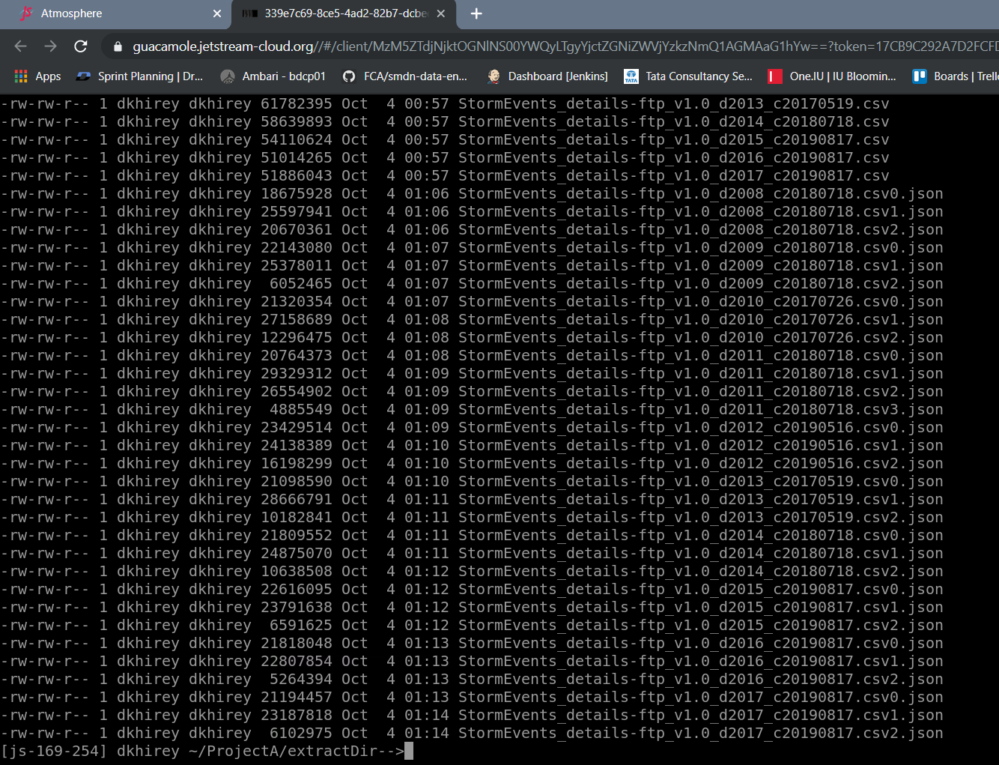 Atmosphere
339e7c69-8ce5-4ad2-82b7-dcbe
guacamole.jetstream-cloud.org//#/client/MzM5ZTdjNjktOGNlNS00YWQyLTgyYjctZGNiZWVjYzkzNmQ1AGMAaG1hYw==?token=17CB9C292A7D2FCFD
Apps Sprint Planning | Dr... Ambari - bdcp01 FCA/smdn-data-en... Dashboard [Jenkins] Tata Consultancy Se... One.IU | IU Bloomin... Boards | Trello
-rw-rw-r-- 1 dkhirey dkhirey 61782395 Oct  4 00:57 StormEvents_details-ftp_v1.0_d2013_c20170519.csv
-rw-rw-r-- 1 dkhirey dkhirey 58639893 Oct  4 00:57 StormEvents_details-ftp_v1.0_d2014_c20180718.csv
-rw-rw-r-- 1 dkhirey dkhirey 54110624 Oct  4 00:57 StormEvents_details-ftp_v1.0_d2015_c20190817.csv
-rw-rw-r-- 1 dkhirey dkhirey 51014265 Oct  4 00:57 StormEvents_details-ftp_v1.0_d2016_c20190817.csv
-rw-rw-r-- 1 dkhirey dkhirey 51886043 Oct  4 00:57 StormEvents_details-ftp_v1.0_d2017_c20190817.csv
-rw-rw-r-- 1 dkhirey dkhirey 18675928 Oct  4 01:06 StormEvents_details-ftp_v1.0_d2008_c20180718.csv0.json
-rw-rw-r-- 1 dkhirey dkhirey 25597941 Oct  4 01:06 StormEvents_details-ftp_v1.0_d2008_c20180718.csv1.json
-rw-rw-r-- 1 dkhirey dkhirey 20670361 Oct  4 01:06 StormEvents_details-ftp_v1.0_d2008_c20180718.csv2.json
-rw-rw-r-- 1 dkhirey dkhirey 22143080 Oct  4 01:07 StormEvents_details-ftp_v1.0_d2009_c20180718.csv0.json
-rw-rw-r-- 1 dkhirey dkhirey 25378011 Oct  4 01:07 StormEvents_details-ftp_v1.0_d2009_c20180718.csv1.json
-rw-rw-r-- 1 dkhirey dkhirey  6052465 Oct  4 01:07 StormEvents_details-ftp_v1.0_d2009_c20180718.csv2.json
-rw-rw-r-- 1 dkhirey dkhirey 21320354 Oct  4 01:07 StormEvents_details-ftp_v1.0_d2010_c20170726.csv0.json
-rw-rw-r-- 1 dkhirey dkhirey 27158689 Oct  4 01:08 StormEvents_details-ftp_v1.0_d2010_c20170726.csv1.json
-rw-rw-r-- 1 dkhirey dkhirey 12296475 Oct  4 01:08 StormEvents_details-ftp_v1.0_d2010_c20170726.csv2.json
-rw-rw-r-- 1 dkhirey dkhirey 20764373 Oct  4 01:08 StormEvents_details-ftp_v1.0_d2011_c20180718.csv0.json
-rw-rw-r-- 1 dkhirey dkhirey 29329312 Oct  4 01:09 StormEvents_details-ftp_v1.0_d2011_c20180718.csv1.json
-rw-rw-r-- 1 dkhirey dkhirey 26554902 Oct  4 01:09 StormEvents_details-ftp_v1.0_d2011_c20180718.csv2.json
-rw-rw-r-- 1 dkhirey dkhirey  4885549 Oct  4 01:09 StormEvents_details-ftp_v1.0_d2011_c20180718.csv3.json
-rw-rw-r-- 1 dkhirey dkhirey 23429514 Oct  4 01:09 StormEvents_details-ftp_v1.0_d2012_c20190516.csv0.json
-rw-rw-r-- 1 dkhirey dkhirey 24138389 Oct  4 01:10 StormEvents_details-ftp_v1.0_d2012_c20190516.csv1.json
-rw-rw-r-- 1 dkhirey dkhirey 16198299 Oct  4 01:10 StormEvents_details-ftp_v1.0_d2012_c20190516.csv2.json
-rw-rw-r-- 1 dkhirey dkhirey 21098590 Oct  4 01:10 StormEvents_details-ftp_v1.0_d2013_c20170519.csv0.json
-rw-rw-r-- 1 dkhirey dkhirey 28666791 Oct  4 01:11 StormEvents_details-ftp_v1.0_d2013_c20170519.csv1.json
-rw-rw-r-- 1 dkhirey dkhirey 10182841 Oct  4 01:11 StormEvents_details-ftp_v1.0_d2013_c20170519.csv2.json
-rw-rw-r-- 1 dkhirey dkhirey 21809552 Oct  4 01:11 StormEvents_details-ftp_v1.0_d2014_c20180718.csv0.json
-rw-rw-r-- 1 dkhirey dkhirey 24875070 Oct  4 01:11 StormEvents_details-ftp_v1.0_d2014_c20180718.csv1.json
-rw-rw-r-- 1 dkhirey dkhirey 10638508 Oct  4 01:12 StormEvents_details-ftp_v1.0_d2014_c20180718.csv2.json
-rw-rw-r-- 1 dkhirey dkhirey 22616095 Oct  4 01:12 StormEvents_details-ftp_v1.0_d2015_c20190817.csv0.json
-rw-rw-r-- 1 dkhirey dkhirey 23791638 Oct  4 01:12 StormEvents_details-ftp_v1.0_d2015_c20190817.csv1.json
-rw-rw-r-- 1 dkhirey dkhirey  6591625 Oct  4 01:12 StormEvents_details-ftp_v1.0_d2015_c20190817.csv2.json
-rw-rw-r-- 1 dkhirey dkhirey 21818048 Oct  4 01:13 StormEvents_details-ftp_v1.0_d2016_c20190817.csv0.json
-rw-rw-r-- 1 dkhirey dkhirey 22807854 Oct  4 01:13 StormEvents_details-ftp_v1.0_d2016_c20190817.csv1.json
-rw-rw-r-- 1 dkhirey dkhirey  5264394 Oct  4 01:13 StormEvents_details-ftp_v1.0_d2016_c20190817.csv2.json
-rw-rw-r-- 1 dkhirey dkhirey 21194457 Oct  4 01:13 StormEvents_details-ftp_v1.0_d2017_c20190817.csv0.json
-rw-rw-r-- 1 dkhirey dkhirey 23187818 Oct  4 01:14 StormEvents_details-ftp_v1.0_d2017_c20190817.csv1.json
-rw-rw-r-- 1 dkhirey dkhirey  6102975 Oct  4 01:14 StormEvents_details-ftp_v1.0_d2017_c20190817.csv2.json
[js-169-254] dkhirey ~/ProjectA/extractDir-->